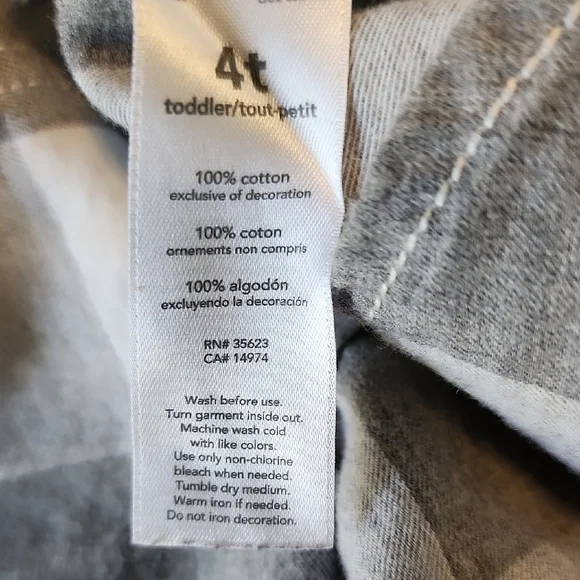 4t
toddler/tout-petit
100% cotton
exclusive of decoration
100% coton
ornements non compris
100% algodón
excluyendo la decoración
RN# 35623
CA# 14974
Wash before use.
Turn garment inside out.
Machine wash cold
with like colors.
Use only non-chlorine
bleach when needed.
Tumble dry medium.
Warm iron if needed.
Do not iron decoration.